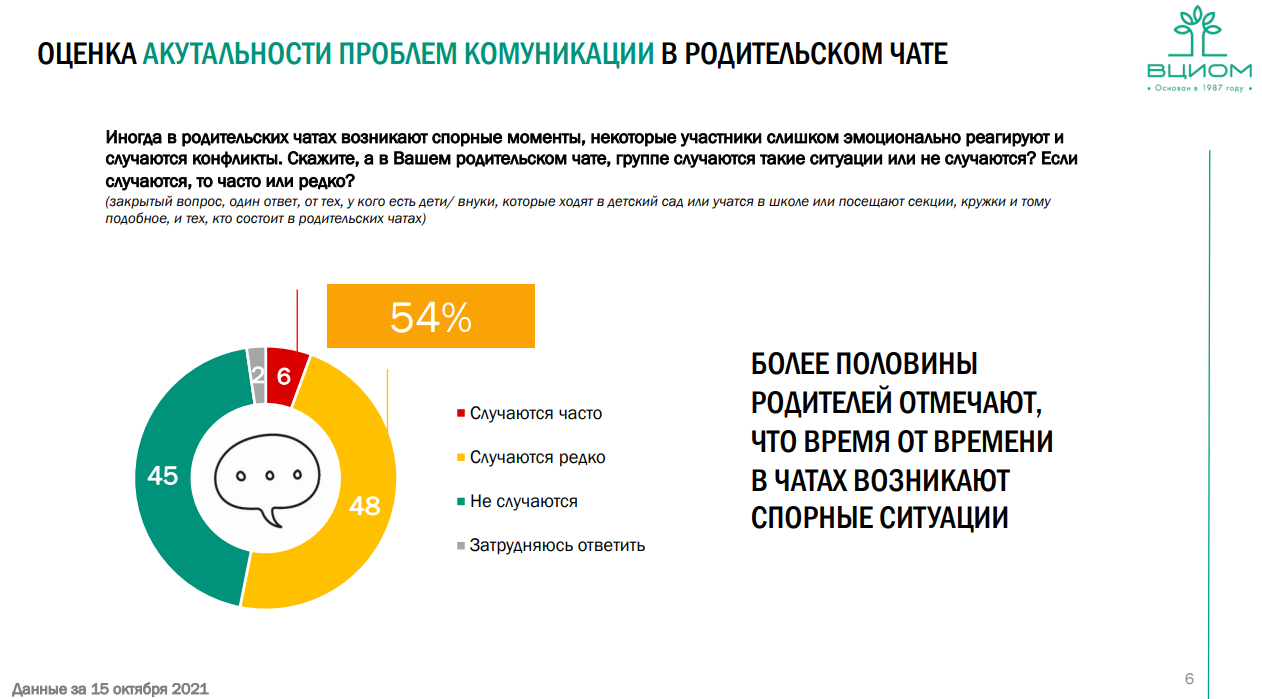 ОЦЕНКА АКУТАЛЬНОСТИ ПРОБЛЕМ КОМУНИКАЦИИ В РОДИТЕЛЬСКОМ ЧАТЕ
ВЦИОМ
• Основан в 1987 году •
Иногда в родительских чатах возникают спорные моменты, некоторые участники слишком эмоционально реагируют и
случаются конфликты. Скажите, а в Вашем родительском чате, группе случаются такие ситуации или не случаются? Если
случаются, то часто или редко?
(закрытый вопрос, один ответ, от тех, у кого есть дети/ внуки, которые ходят в детский сад или учатся в школе или посещают секции, кружки и тому
подобное, и тех, кто состоит в родительских чатах)
54%
2
6
45
48
Случаются часто
Случаются редко
Не случаются
Затрудняюсь ответить
БОЛЕЕ ПОЛОВИНЫ
РОДИТЕЛЕЙ ОТМЕЧАЮТ,
ЧТО ВРЕМЯ ОТ ВРЕМЕНИ
В ЧАТАХ ВОЗНИКАЮТ
СПОРНЫЕ СИТУАЦИИ
Данные за 15 октября 2021
6